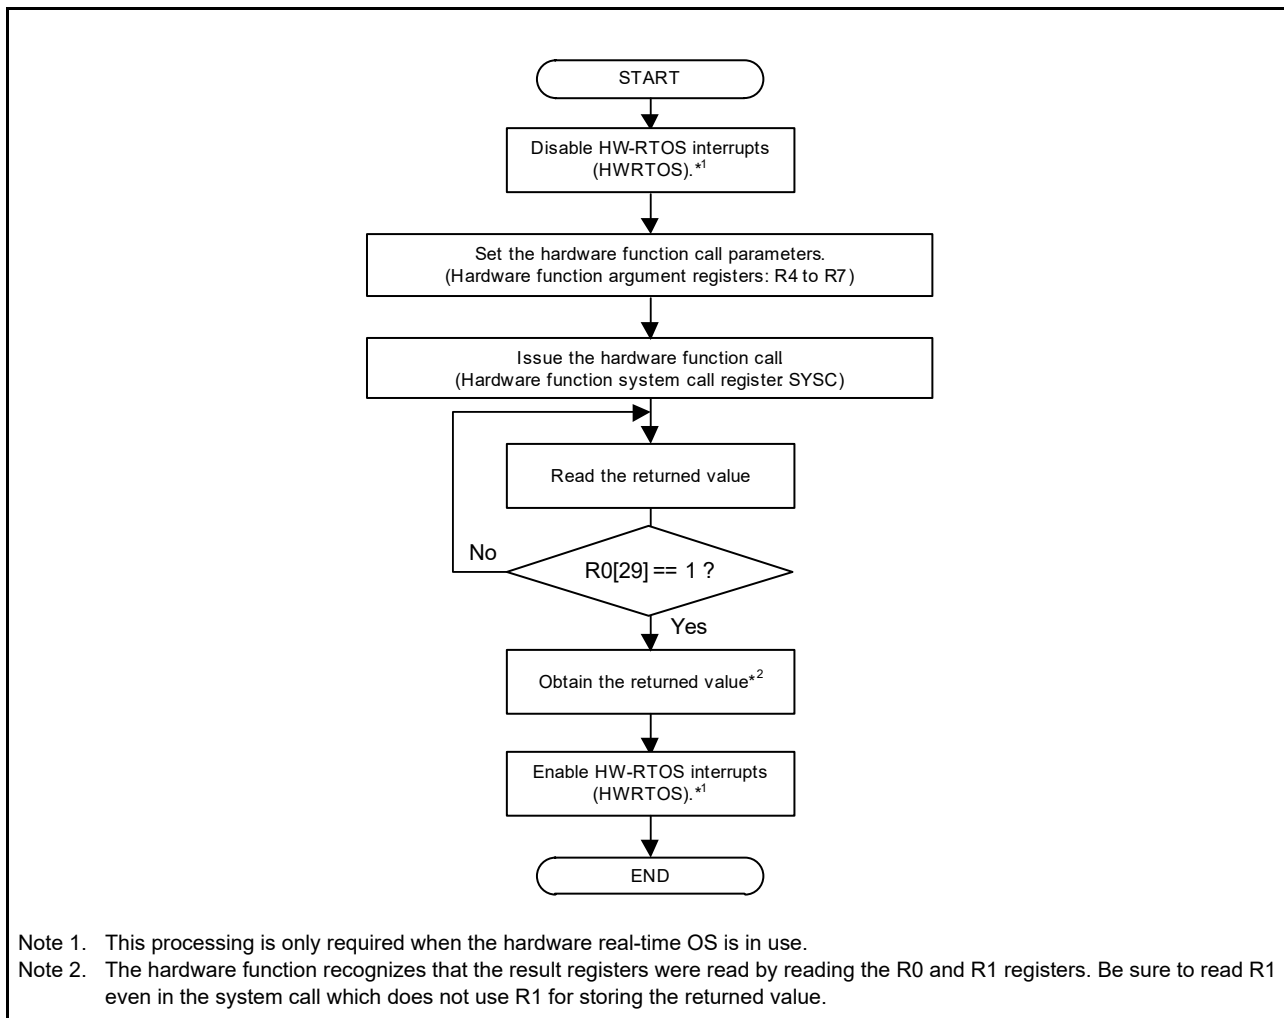 START
Disable HW-RTOS interrupts
(HWRTOS).*1
Set the hardware function call parameters.
(Hardware function argument registers: R4 to R7)
Issue the hardware function call
(Hardware function system call register SYSC)
Read the returned value
No
R0[29] == 1 ?
Yes
Obtain the returned value*2
Enable HW-RTOS interrupts
(HWRTOS).*1
END
Note 1. This processing is only required when the hardware real-time OS is in use.
Note 2. The hardware function recognizes that the result registers were read by reading the R0 and R1 registers. Be sure to read R1
even in the system call which does not use R1 for storing the returned value.